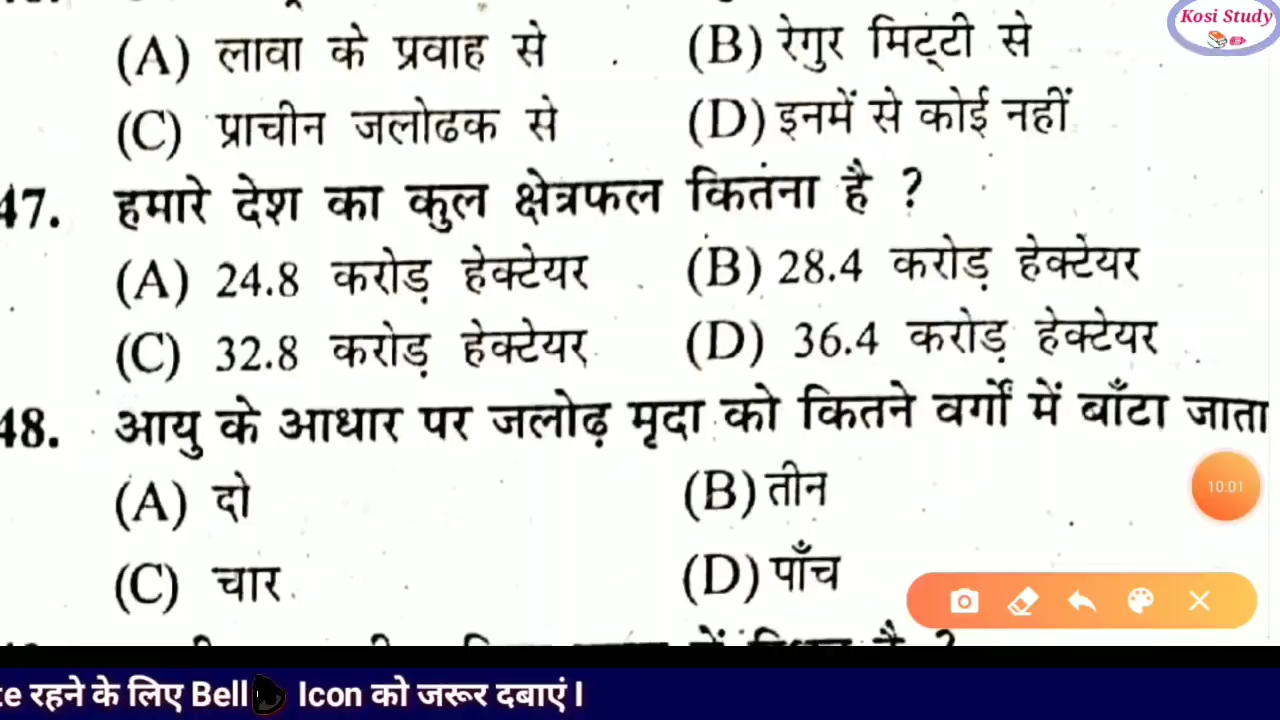 Kosi Study
(A) लावा के प्रवाह से (B) रेगुर मिट्टी से
(C) प्राचीन जलोढक से (D) इनमें से कोई नहीं
47. हमारे देश का कुल क्षेत्रफल कितना है ?
(A) 24.8 करोड़ हेक्टेयर (B) 28.4 करोड़ हेक्टेयर
(C) 32.8 करोड़ हेक्टेयर (D) 36.4 करोड़ हेक्टेयर
48. आयु के आधार पर जलोढ़ मृदा को कितने वर्गों में बाँटा जाता
(A) दो (B) तीन
10:01
(C) चार (D) पाँच
रहने के लिए Bell Icon को जरूर दबाएं।